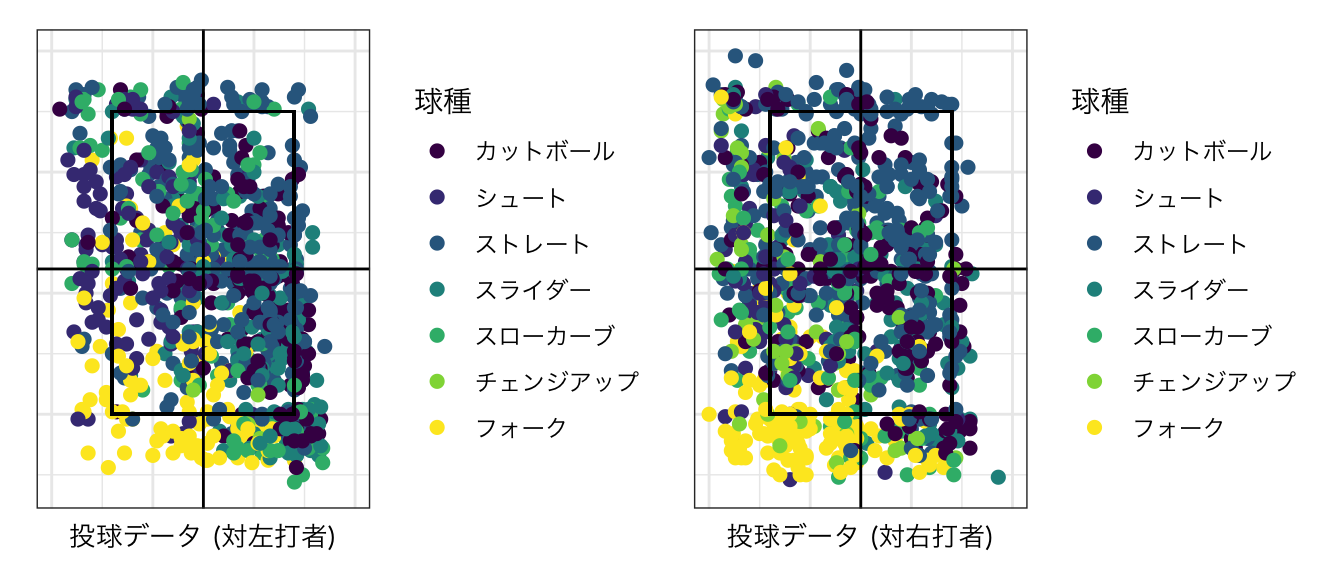 球種
カットボール
シュート
ストレート
スライダー
スローカーブ
チェンジアップ
フォーク
投球データ (対左打者)
球種
カットボール
シュート
ストレート
スライダー
スローカーブ
チェンジアップ
フォーク
投球データ (対右打者)